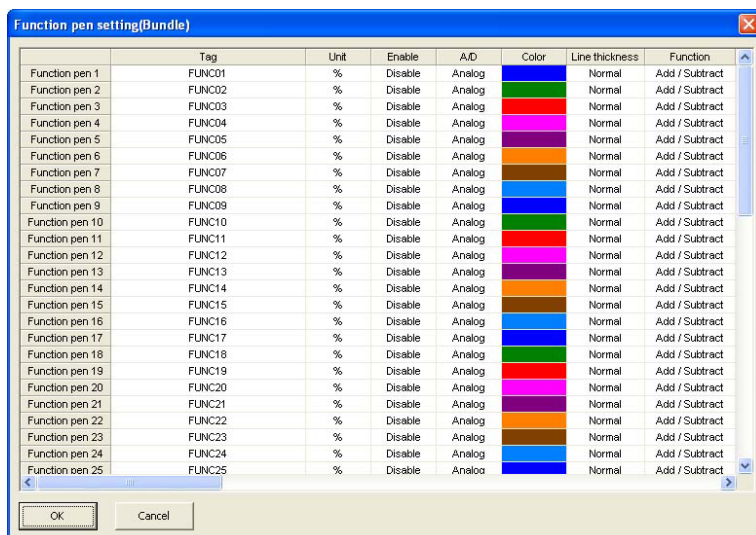 Function pen setting(Bundle)
Tag Unit Enable A/D Color Line thickness Function
Function pen 1 FUNC01 % Disable Analog Normal Add / Subtract
Function pen 2 FUNC02 % Disable Analog Normal Add / Subtract
Function pen 3 FUNC03 % Disable Analog Normal Add / Subtract
Function pen 4 FUNC04 % Disable Analog Normal Add / Subtract
Function pen 5 FUNC05 % Disable Analog Normal Add / Subtract
Function pen 6 FUNC06 % Disable Analog Normal Add / Subtract
Function pen 7 FUNC07 % Disable Analog Normal Add / Subtract
Function pen 8 FUNC08 % Disable Analog Normal Add / Subtract
Function pen 9 FUNC09 % Disable Analog Normal Add / Subtract
Function pen 10 FUNC10 % Disable Analog Normal Add / Subtract
Function pen 11 FUNC11 % Disable Analog Normal Add / Subtract
Function pen 12 FUNC12 % Disable Analog Normal Add / Subtract
Function pen 13 FUNC13 % Disable Analog Normal Add / Subtract
Function pen 14 FUNC14 % Disable Analog Normal Add / Subtract
Function pen 15 FUNC15 % Disable Analog Normal Add / Subtract
Function pen 16 FUNC16 % Disable Analog Normal Add / Subtract
Function pen 17 FUNC17 % Disable Analog Normal Add / Subtract
Function pen 18 FUNC18 % Disable Analog Normal Add / Subtract
Function pen 19 FUNC19 % Disable Analog Normal Add / Subtract
Function pen 20 FUNC20 % Disable Analog Normal Add / Subtract
Function pen 21 FUNC21 % Disable Analog Normal Add / Subtract
Function pen 22 FUNC22 % Disable Analog Normal Add / Subtract
Function pen 23 FUNC23 % Disable Analog Normal Add / Subtract
Function pen 24 FUNC24 % Disable Analog Normal Add / Subtract
Function pen 25 FUNC25 % Disable Analog Normal Add / Subtract
OK Cancel